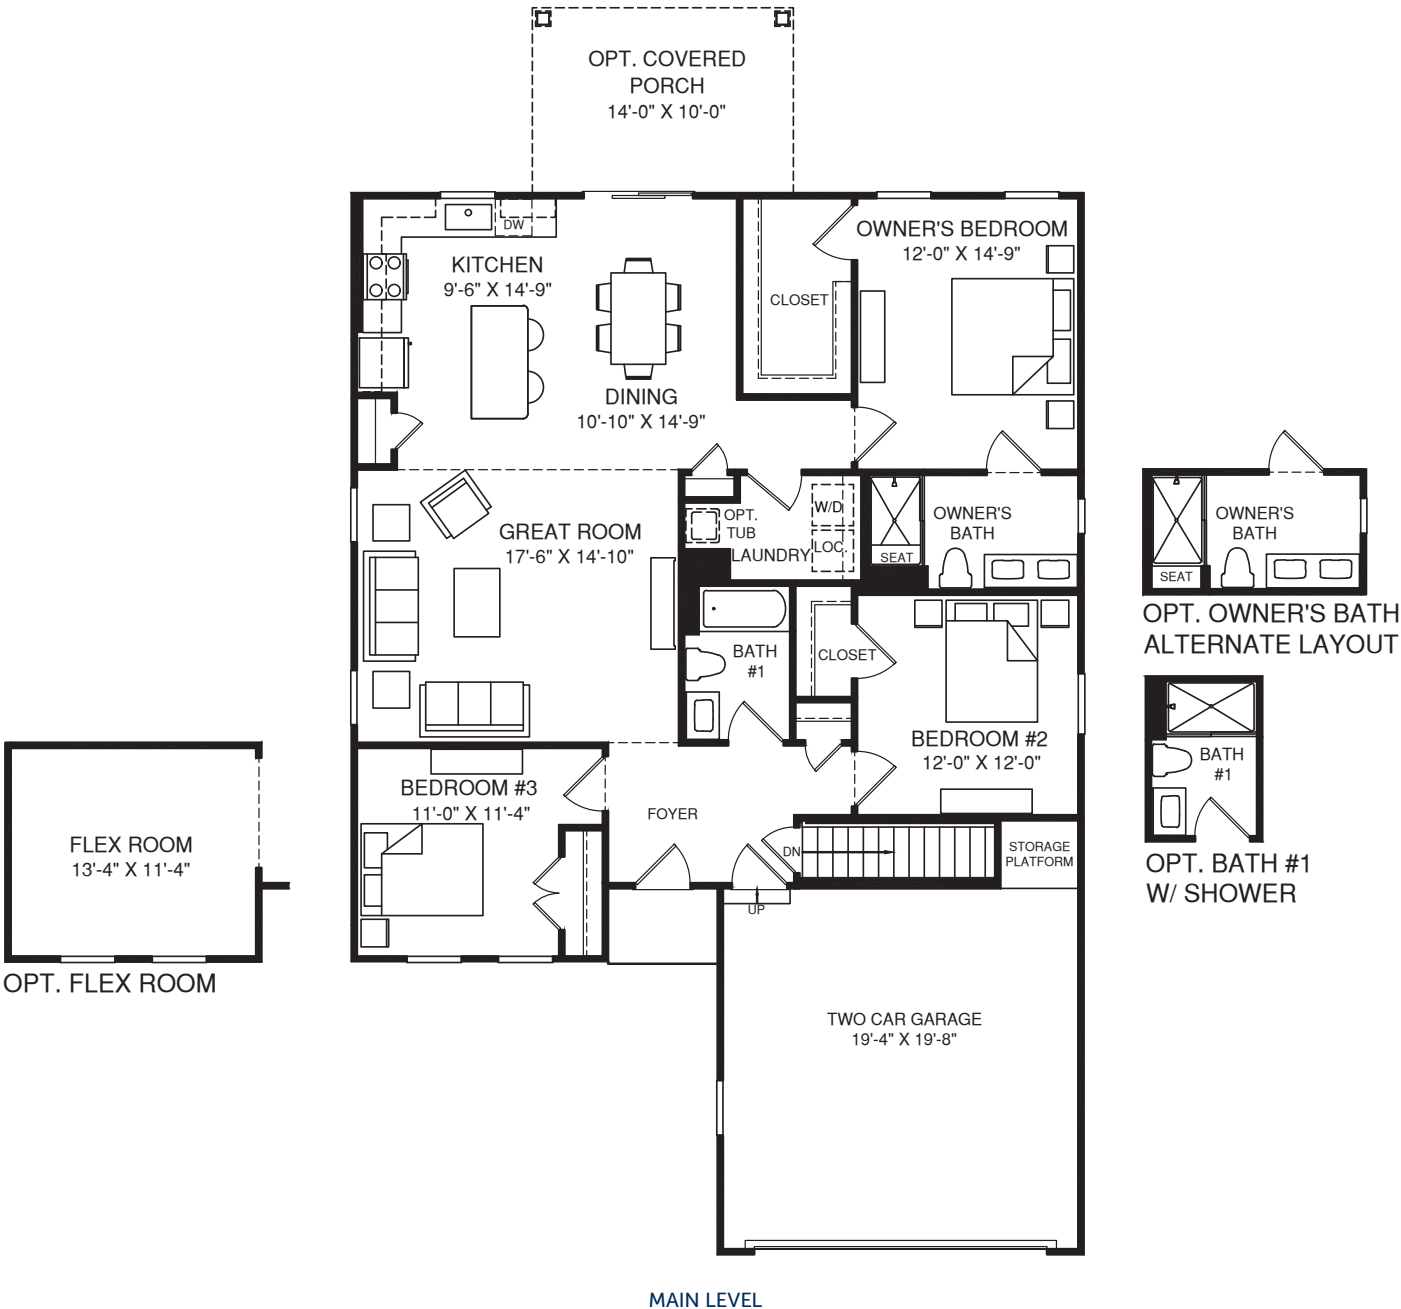 OPT. COVERED
PORCH
14'-0" X 10'-0"
DW
KITCHEN
9'-6" X 14'-9"
DINING
10'-10" X 14'-9"
CLOSET
OWNER'S BEDROOM
12'-0" X 14'-9"
GREAT ROOM
17'-6" X 14'-10"
OPT.
TUB
LAUNDRY
W/D
LOC.
SEAT
OWNER'S
BATH
SEAT
OWNER'S
BATH
OPT. OWNER'S BATH
ALTERNATE LAYOUT
BATH
#1
CLOSET
BEDROOM #2
12'-0" X 12'-0"
BATH
#1
OPT. BATH #1
W/ SHOWER
BEDROOM #3
11'-0" X 11'-4"
FOYER
DN
STORAGE
PLATFORM
UP
FLEX ROOM
13'-4" X 11'-4"
OPT. FLEX ROOM
TWO CAR GARAGE
19'-4" X 19'-8"
MAIN LEVEL